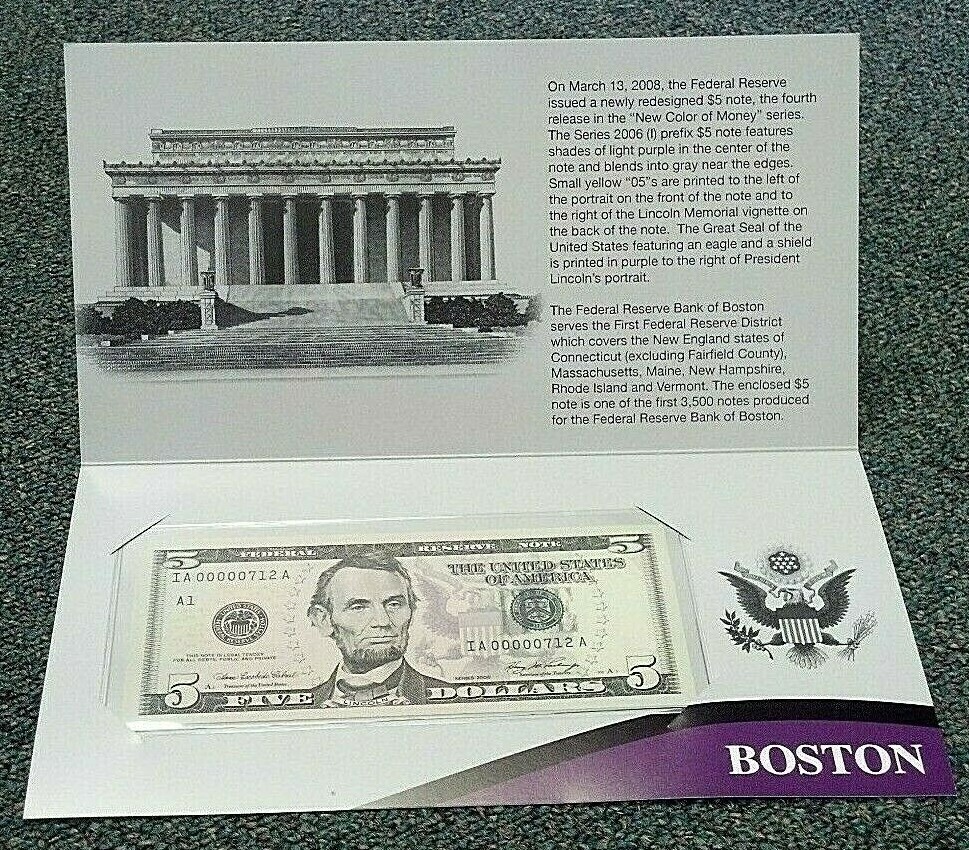 On March 13, 2008, the Federal Reserve
issued a newly redesigned $5 note, the fourth
release in the "New Color of Money" series.
The Series 2006 (I) prefix $5 note features
shades of light purple in the center of the
note and blends into gray near the edges.
Small yellow "05"s are printed to the left of
the portrait on the front of the note and to
the right of the Lincoln Memorial vignette on
the back of the note. The Great Seal of the
United States featuring an eagle and a shield
is printed in purple to the right of President
Lincoln's portrait.
The Federal Reserve Bank of Boston
serves the First Federal Reserve District
which covers the New England states of
Connecticut (excluding Fairfield County),
Massachusetts, Maine, New Hampshire,
Rhode Island and Vermont. The enclosed $5
note is one of the first 3,500 notes produced
for the Federal Reserve Bank of Boston.
5 FEDERAL RESERVE NOTE 5
IA 00000712 A
THE UNITED STATES
OF AMERICA
A1
IA 00000712 A
THIS NOTE IS LEGAL TENDER
FOR ALL DEBTS, PUBLIC AND PRIVATE
Treasurer of the United States
SERIES 2006
5 FIVE LINCOLN DOLLARS 5
BOSTON